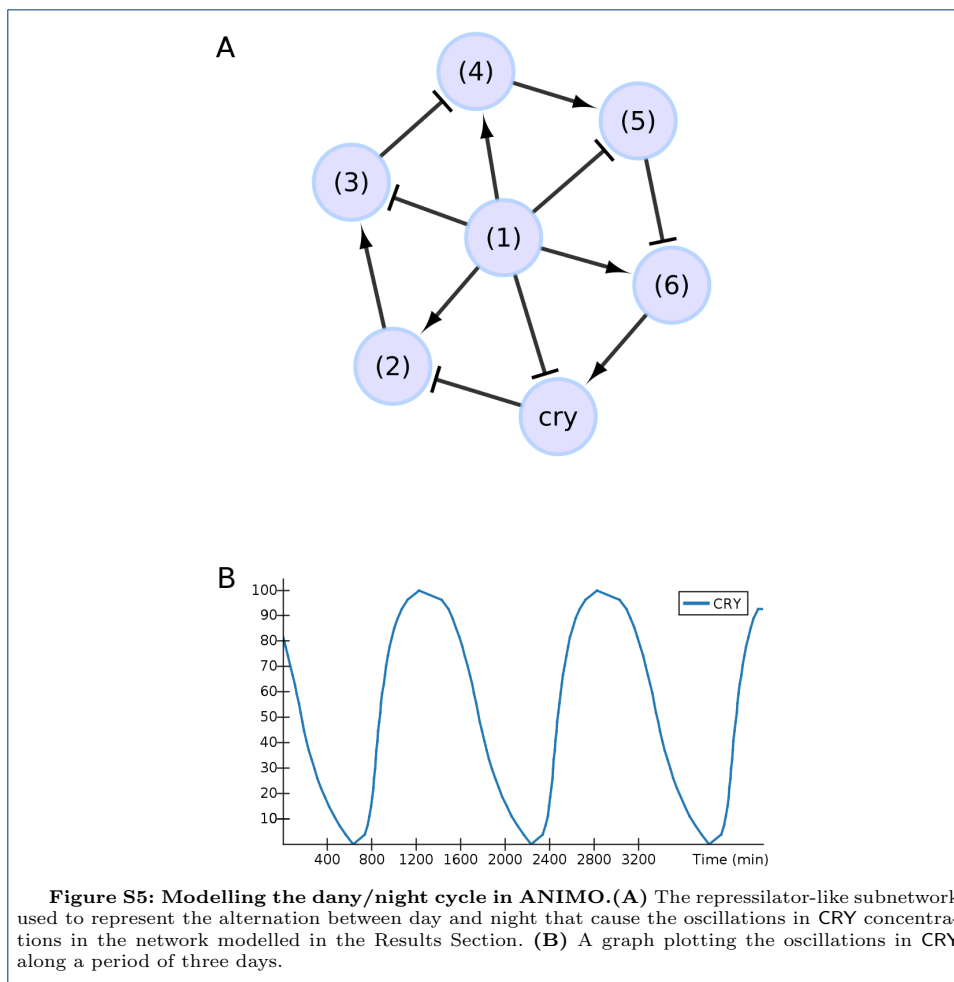 A
(4)
(5)
(3)
(1)
(6)
(2)
cry
B
100
90
80
70
60
50
40
30
20
10
CRY
400 800 1200 1600 2000 2400 2800 3200 Time (min)
Figure S5: Modelling the dany/night cycle in ANIMO.(A) The repressilator-like subnetwork
used to represent the alternation between day and night that cause the oscillations in CRY concentra-
tions in the network modelled in the Results Section. (B) A graph plotting the oscillations in CRY
along a period of three days.